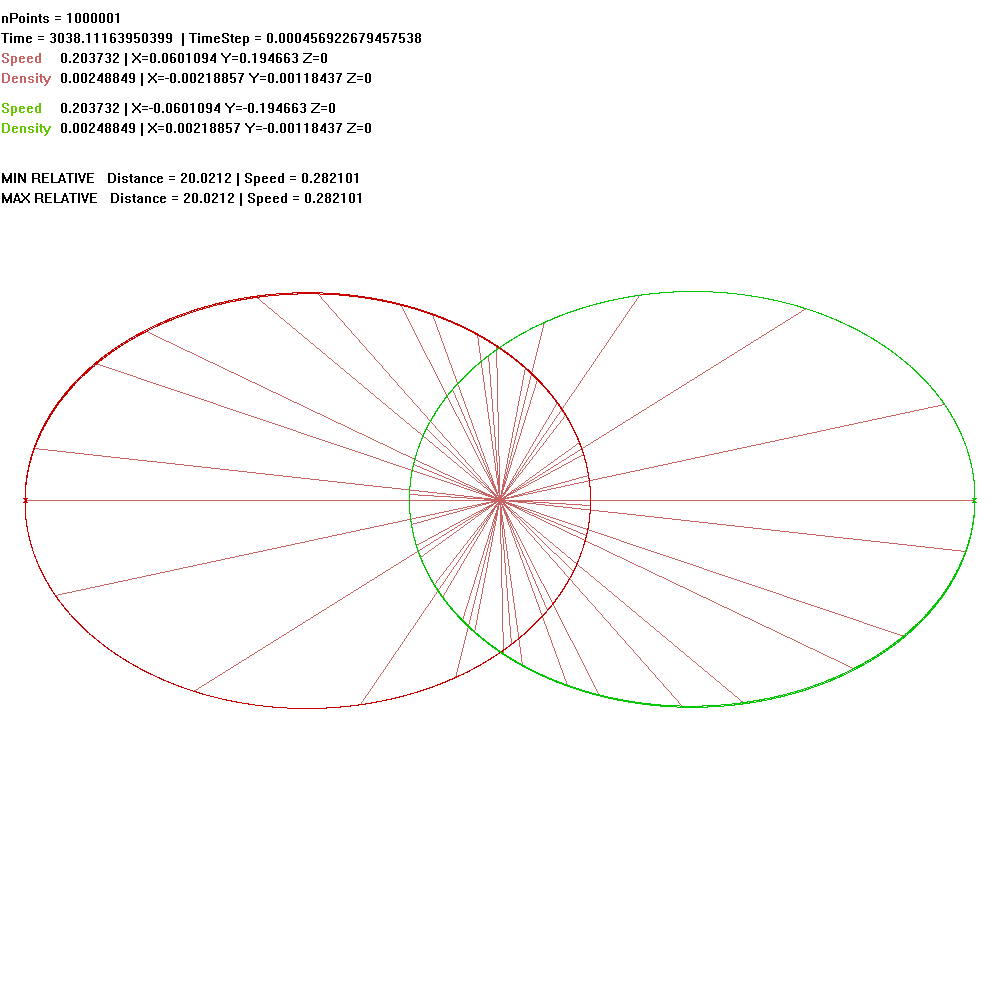 nPoints = 1000001
Time = 3038.11163950399 | TimeStep = 0.000456922679457538
Speed 0.203732 | X=0.0601094 Y=0.194663 Z=0
Density 0.00248849 | X=-0.00218857 Y=0.00118437 Z=0
Speed 0.203732 | X=-0.0601094 Y=-0.194663 Z=0
Density 0.00248849 | X=0.00218857 Y=-0.00118437 Z=0
MIN RELATIVE Distance = 20.0212 | Speed = 0.282101
MAX RELATIVE Distance = 20.0212 | Speed = 0.282101